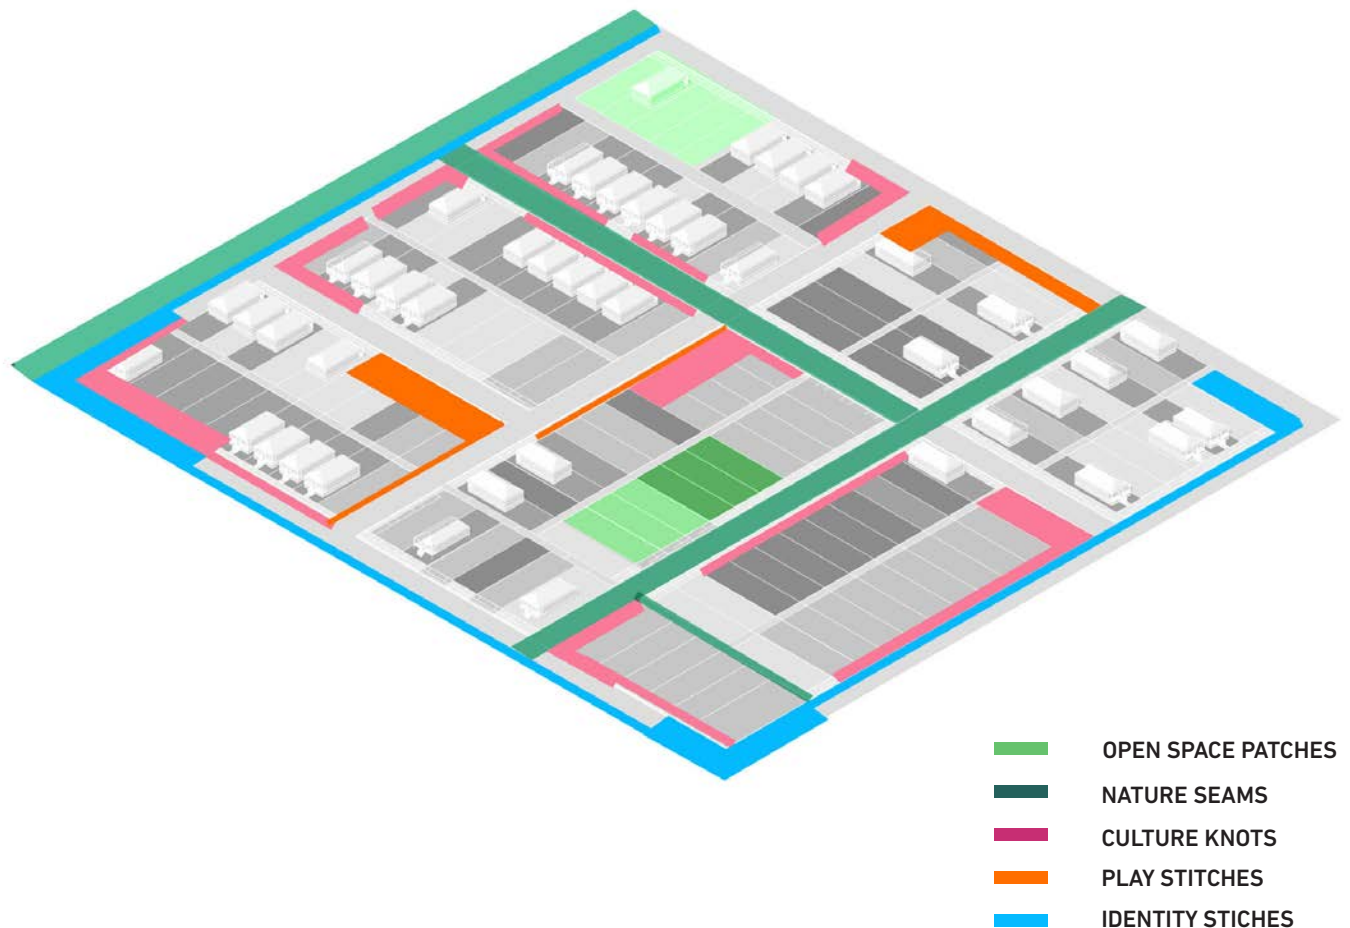 OPEN SPACE PATCHES
NATURE SEAMS
CULTURE KNOTS
PLAY STITCHES
IDENTITY STICHES